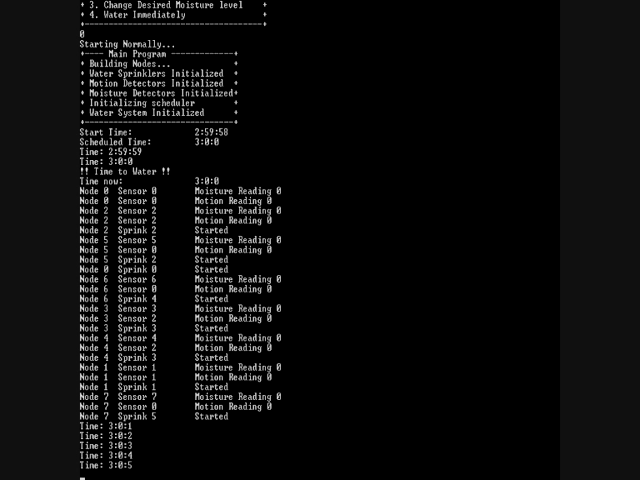 + 3. Change Desired Moisture level +
+ 4. Water Immediately +
+-----------------------------------+
0
Starting Normally...
+---- Main Program -------------+
+ Building Nodes... +
+ Water Sprinklers Initialized +
+ Motion Detectors Initialized +
+ Moisture Detectors Initialized+
+ Initializing scheduler +
+ Water System Initialized +
+-------------------------------+
Start Time: 2:59:58
Scheduled Time: 3:0:0
Time: 2:59:59
Time: 3:0:0
!! Time to Water !!
Time now: 3:0:0
Node 0 Sensor 0 Moisture Reading 0
Node 0 Sensor 0 Motion Reading 0
Node 2 Sensor 2 Moisture Reading 0
Node 2 Sensor 2 Motion Reading 0
Node 2 Sprink 2 Started
Node 5 Sensor 5 Moisture Reading 0
Node 5 Sensor 0 Motion Reading 0
Node 5 Sprink 2 Started
Node 0 Sprink 0 Started
Node 6 Sensor 6 Moisture Reading 0
Node 6 Sensor 0 Motion Reading 0
Node 6 Sprink 4 Started
Node 3 Sensor 3 Moisture Reading 0
Node 3 Sensor 2 Motion Reading 0
Node 3 Sprink 3 Started
Node 4 Sensor 4 Moisture Reading 0
Node 4 Sensor 2 Motion Reading 0
Node 4 Sprink 3 Started
Node 1 Sensor 1 Moisture Reading 0
Node 1 Sensor 1 Motion Reading 0
Node 1 Sprink 1 Started
Node 7 Sensor 7 Moisture Reading 0
Node 7 Sensor 0 Motion Reading 0
Node 7 Sprink 5 Started
Time: 3:0:1
Time: 3:0:2
Time: 3:0:3
Time: 3:0:4
Time: 3:0:5